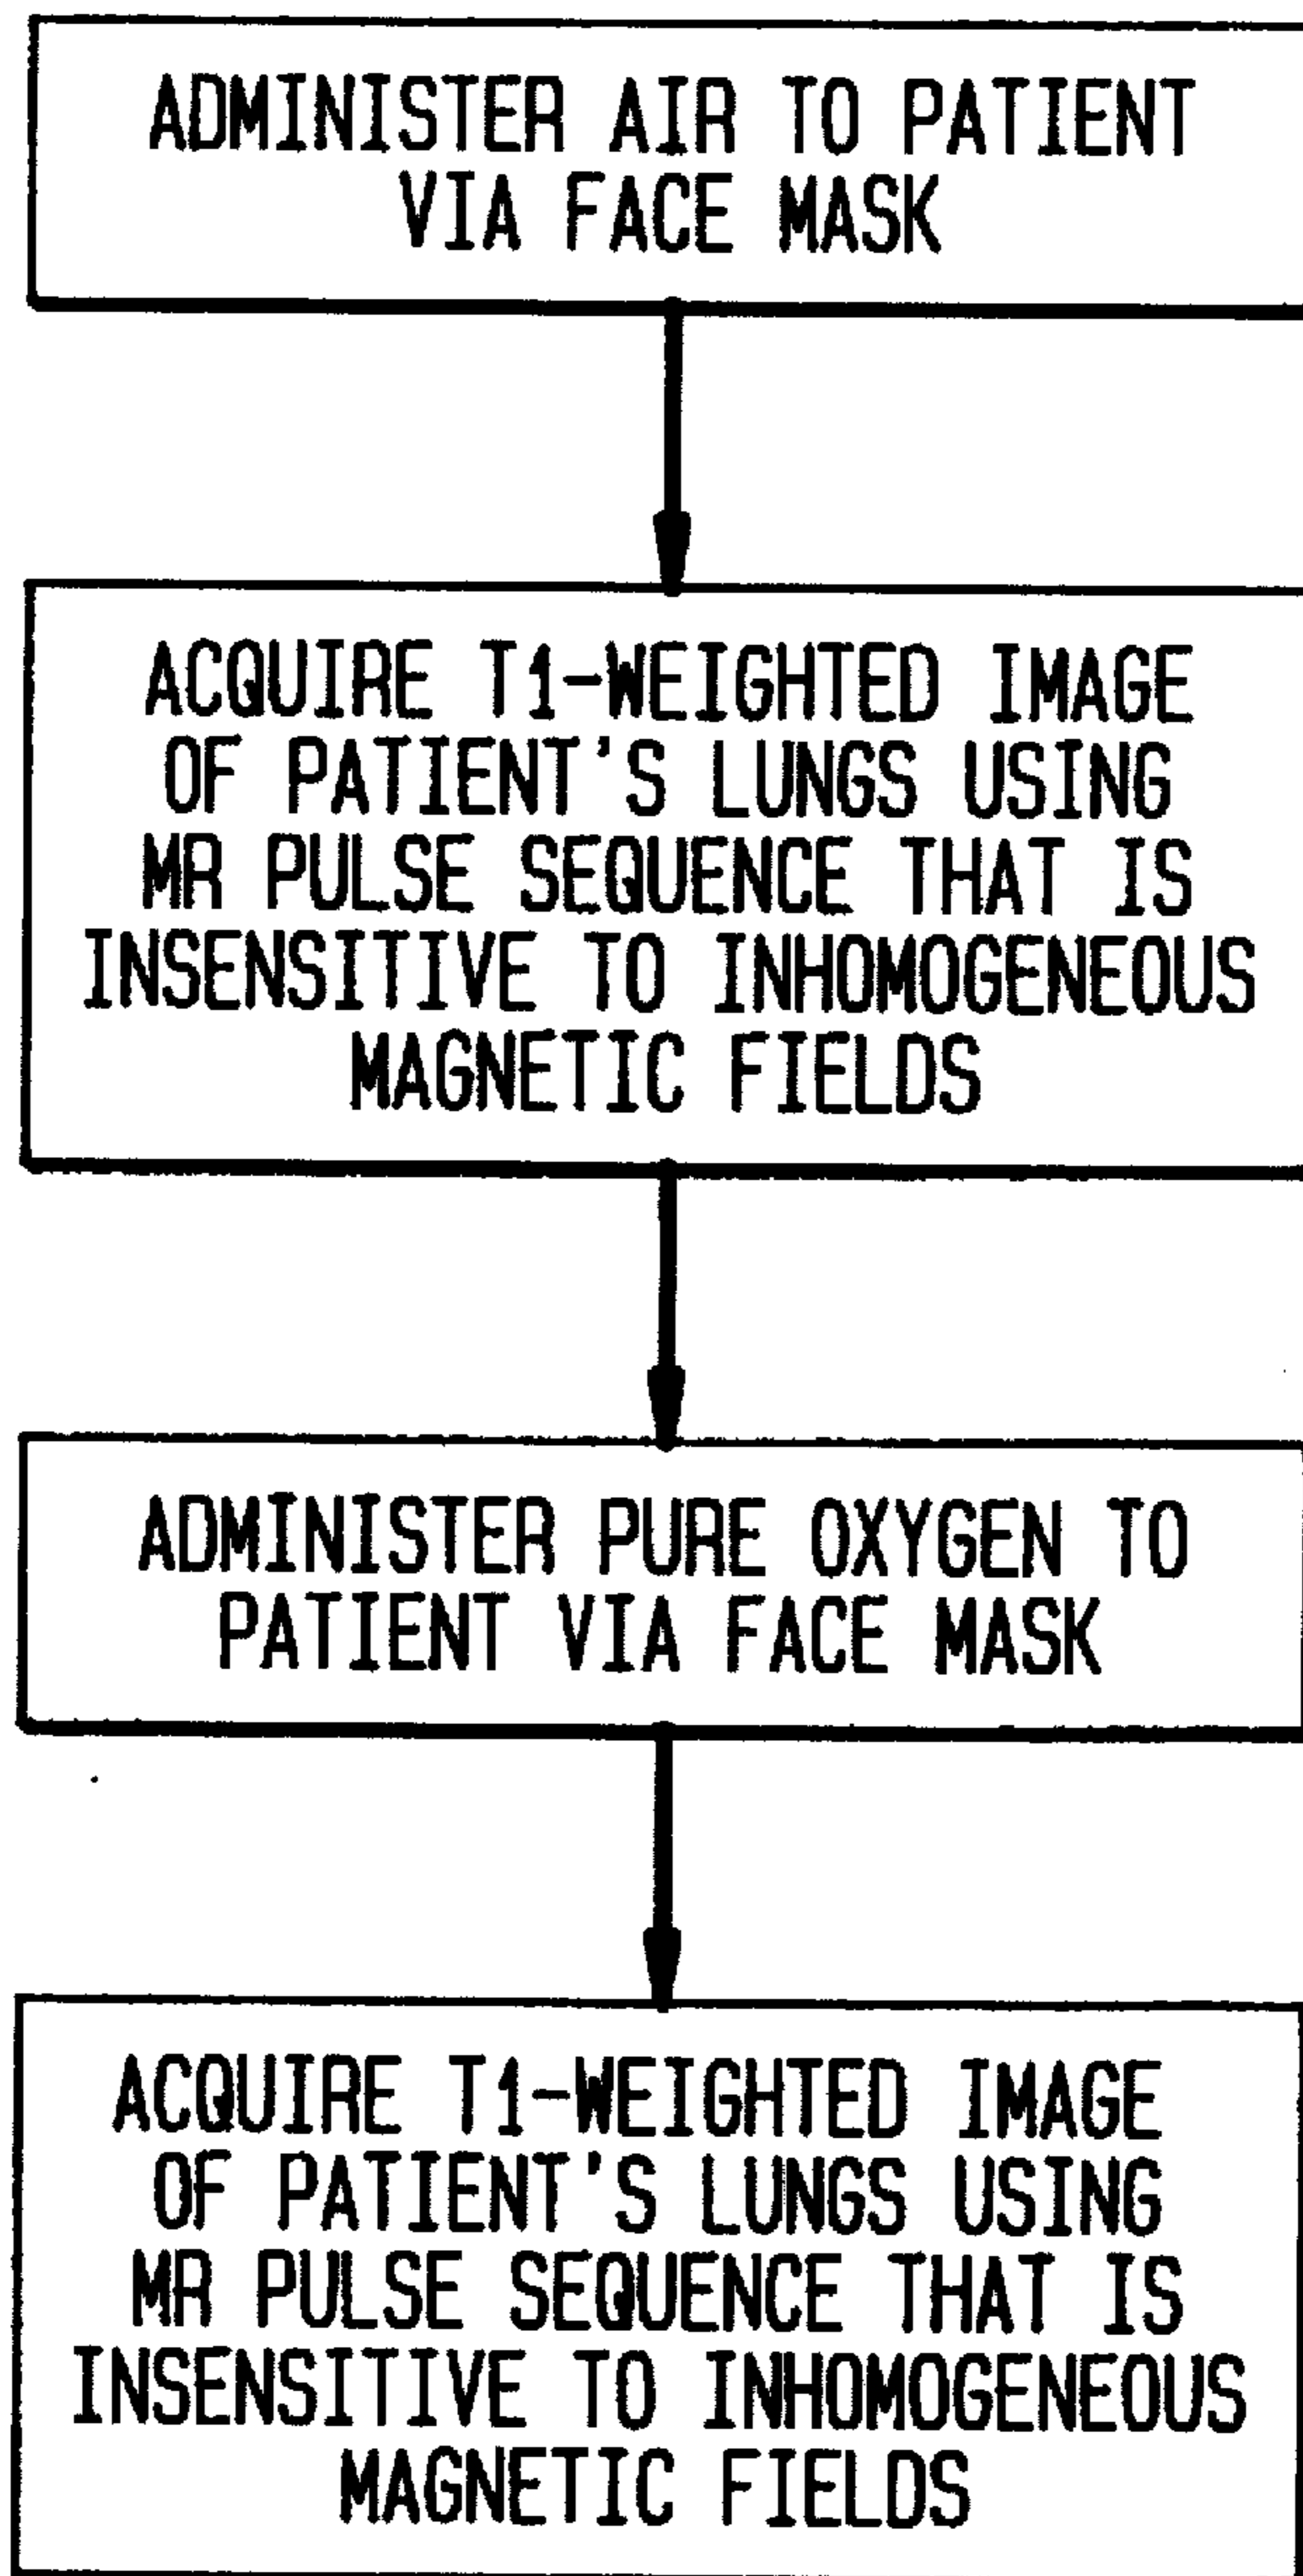 ADMINISTER AIR TO PATIENT
VIA FACE MASK
ACQUIRE T1-WEIGHTED IMAGE
OF PATIENT'S LUNGS USING
MR PULSE SEQUENCE THAT IS
INSENSITIVE TO INHOMOGENEOUS
MAGNETIC FIELDS
ADMINISTER PURE OXYGEN TO
PATIENT VIA FACE MASK
ACQUIRE T1-WEIGHTED IMAGE
OF PATIENT'S LUNGS USING
MR PULSE SEQUENCE THAT IS
INSENSITIVE TO INHOMOGENEOUS
MAGNETIC FIELDS